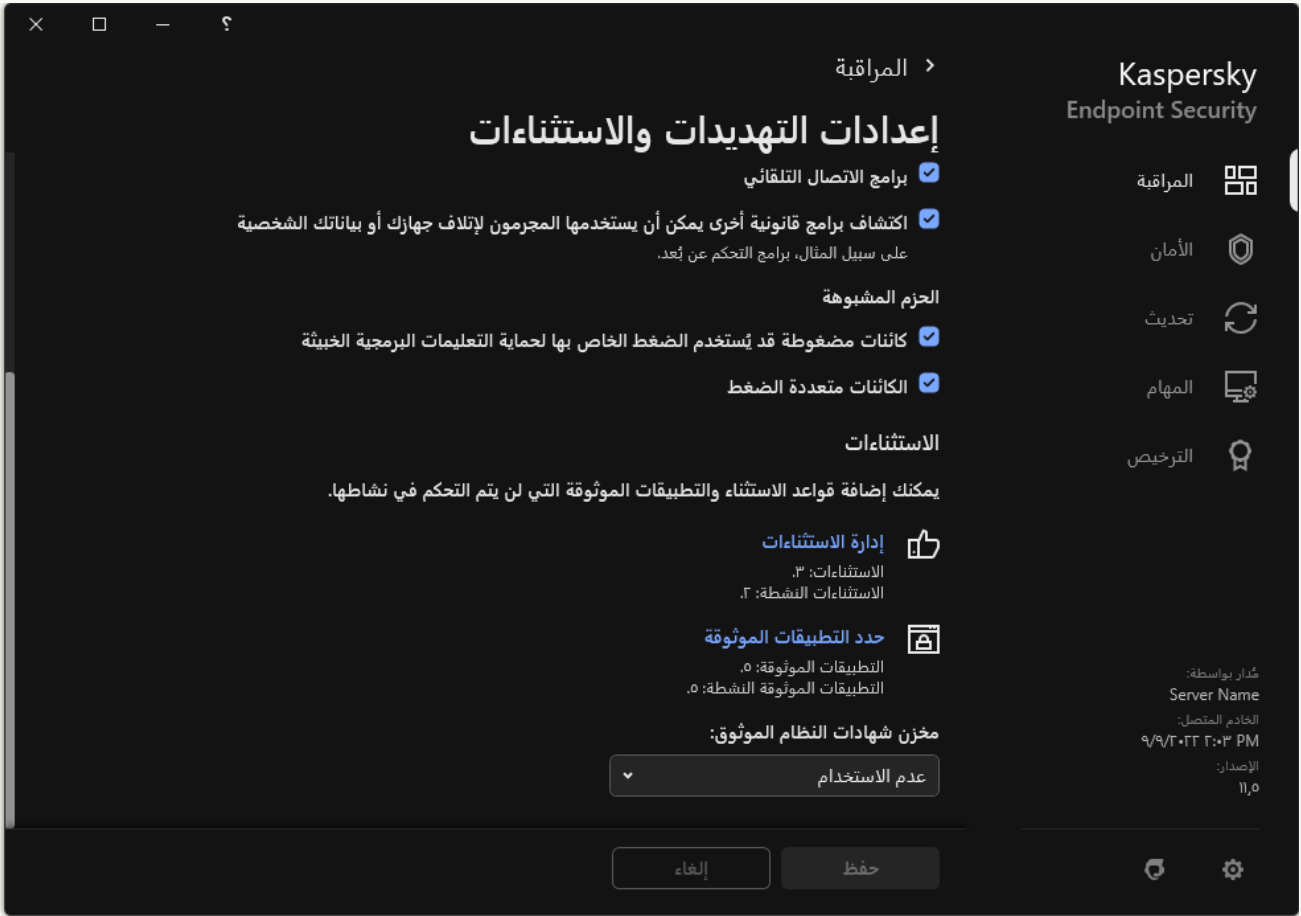 ؟
Kaspersky
Endpoint Security
المراقبة
الأمان
تحديث
المهام
الترخيص
مُدار بواسطة:
Server Name
الخادم المتصل:
٩/٩/٢٠٢٢ ٢:٠٣ PM
الإصدار:
١١,٥
المراقبة
إعدادات التهديدات والاستثناءات
برامج الاتصال التلقائي
اكتشاف برامج قانونية أخرى يمكن أن يستخدمها المجرمون لإتلاف جهازك أو بياناتك الشخصية
على سبيل المثال، برامج التحكم عن بُعد.
الحزم المشبوهة
كائنات مضغوطة قد يُستخدم الضغط الخاص بها لحماية التعليمات البرمجية الخبيثة
الكائنات متعددة الضغط
الاستثناءات
يمكنك إضافة قواعد الاستثناء والتطبيقات الموثوقة التي لن يتم التحكم في نشاطها.
إدارة الاستثناءات
الاستثناءات: ٣.
الاستثناءات النشطة: ٢.
حدد التطبيقات الموثوقة
التطبيقات الموثوقة: ٥.
التطبيقات الموثوقة النشطة: ٥.
مخزن شهادات النظام الموثوق:
عدم الاستخدام
حفظ
إلغاء